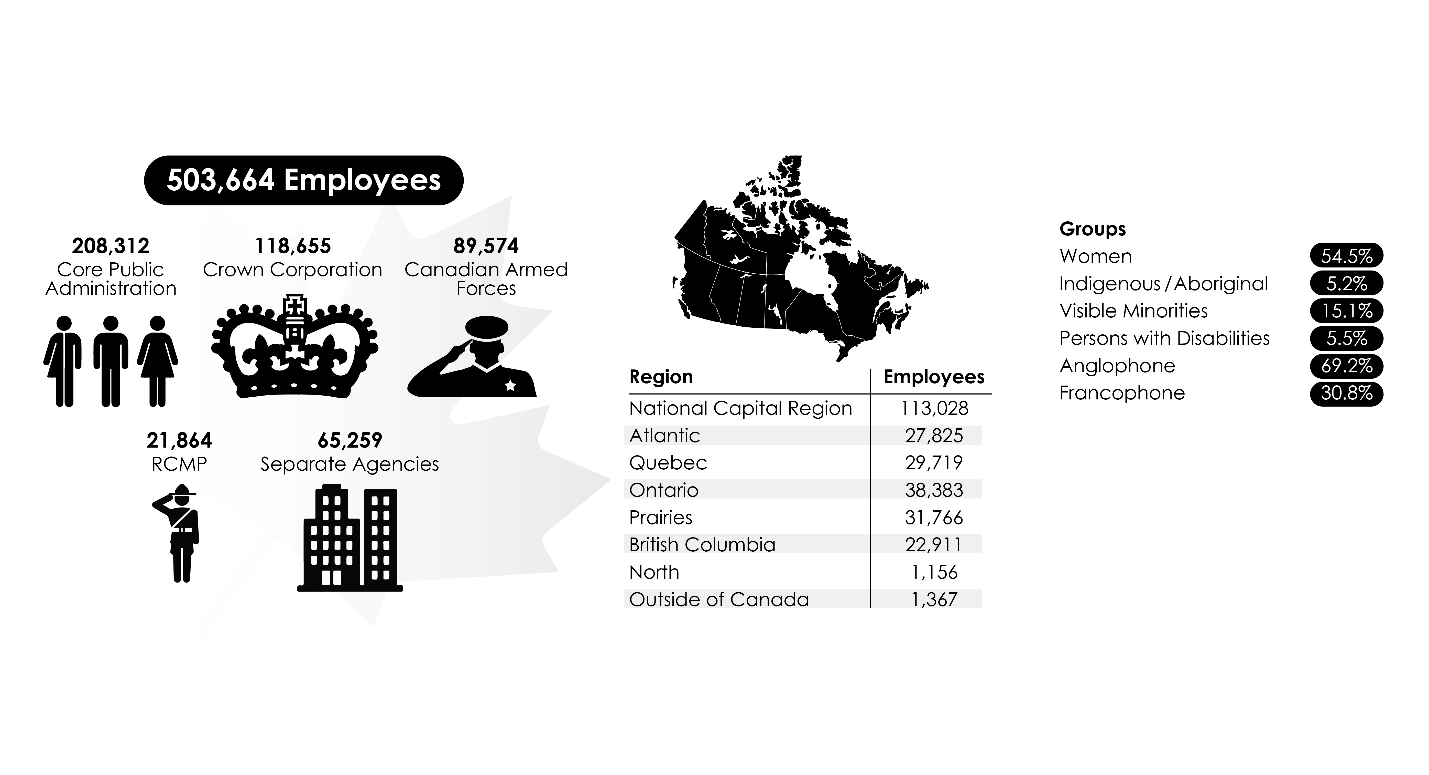 503,664 Employees
208,312
Core Public
Administration
118,655
Crown Corporation
89,574
Canadian Armed
Forces
21,864
RCMP
65,259
Separate Agencies
Region Employees
National Capital Region 113,028
Atlantic 27,825
Quebec 29,719
Ontario 38,383
Prairies 31,766
British Columbia 22,911
North 1,156
Outside of Canada 1,367
Groups
Women 54.5%
Indigenous/Aboriginal 5.2%
Visible Minorities 15.1%
Persons with Disabilities 5.5%
Anglophone 69.2%
Francophone 30.8%